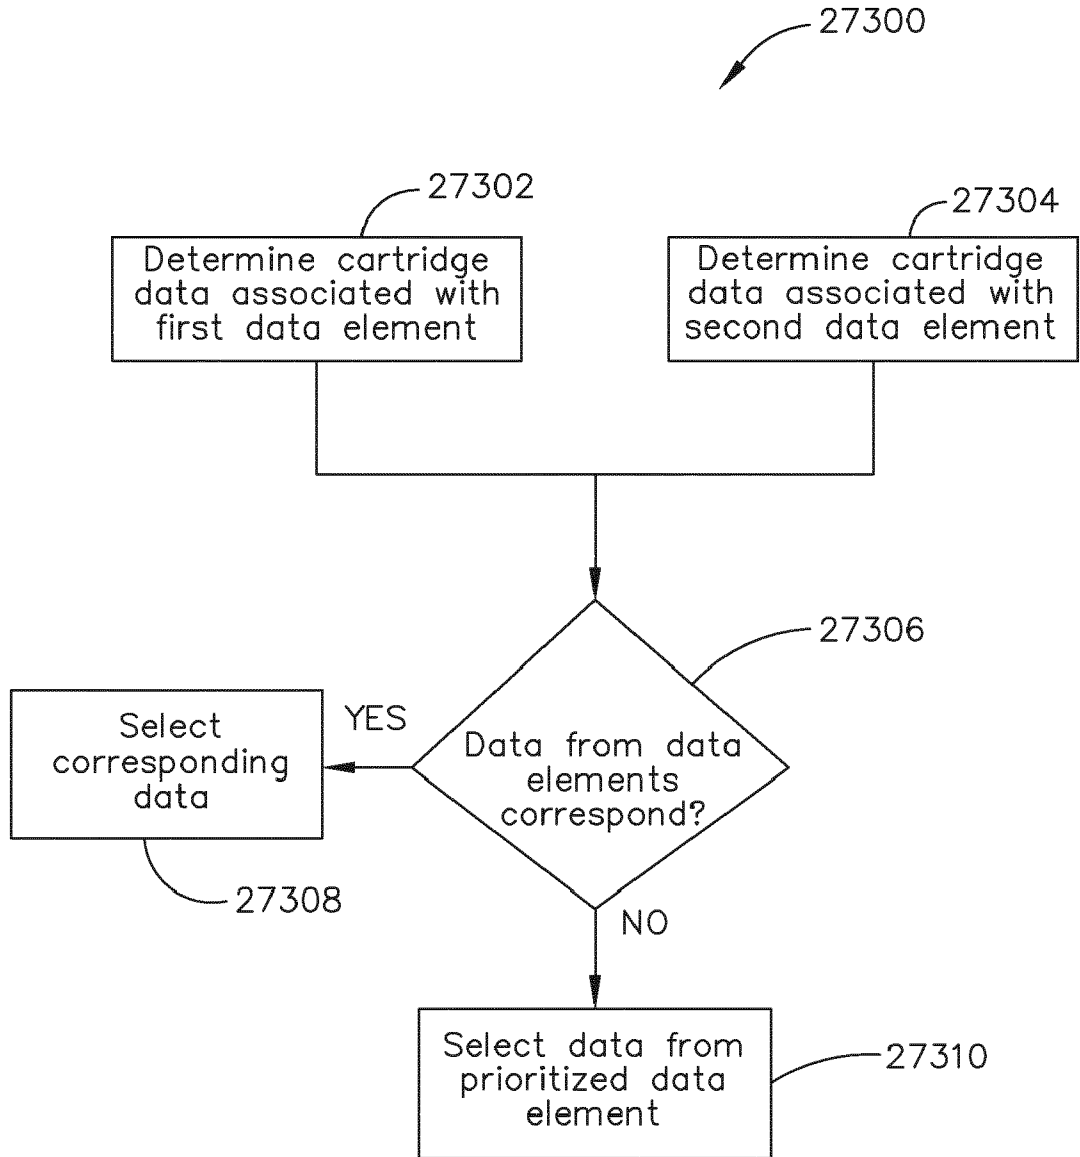 27300
27302
27304
Determine cartridge
data associated with
first data element
Determine cartridge
data associated with
second data element
27306
Data from data
elements
correspond?
YES
Select
corresponding
data
27308
NO
Select data from
prioritized data
element
27310